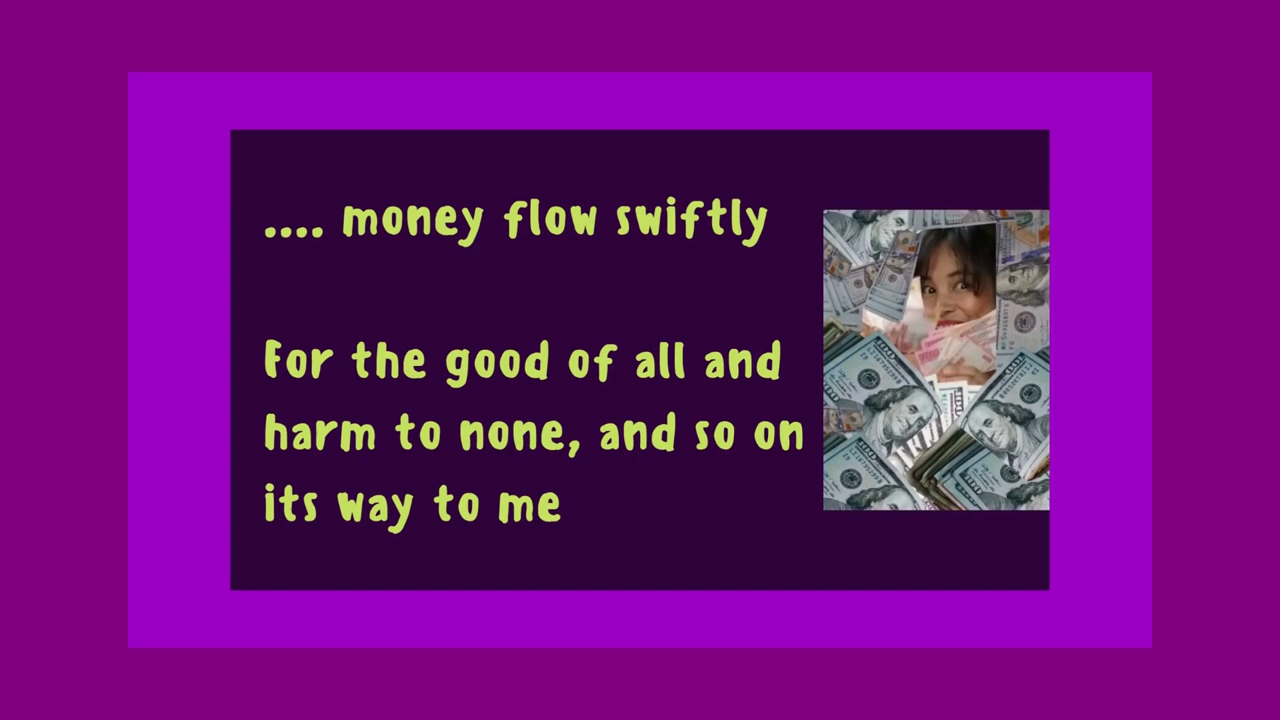 .... money flow swiftly
For the good of all and
harm to none, and so on
its way to me